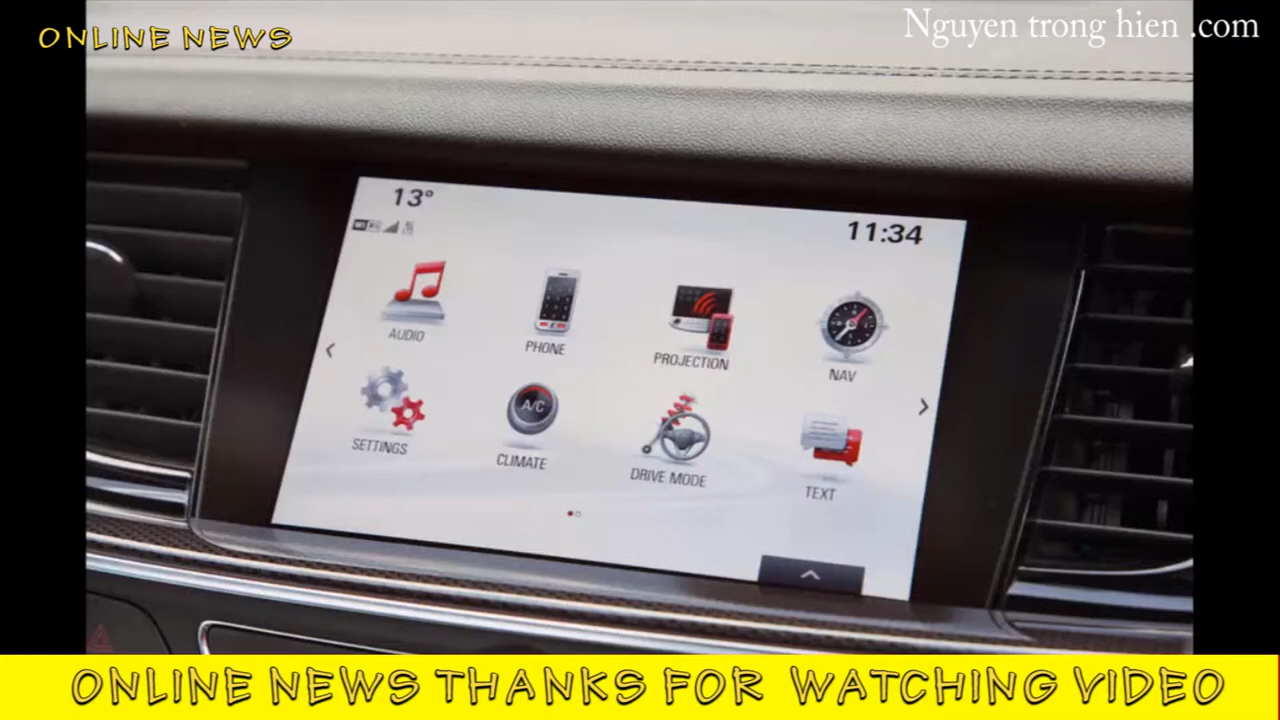 ONLINE NEWS
Nguyen trong hien .com
13°
11:34
AUDIO
PHONE
PROJECTION
NAV
SETTINGS
A/C
CLIMATE
DRIVE MODE
TEXT
ONLINE NEWS THANKS FOR WATCHING VIDEO